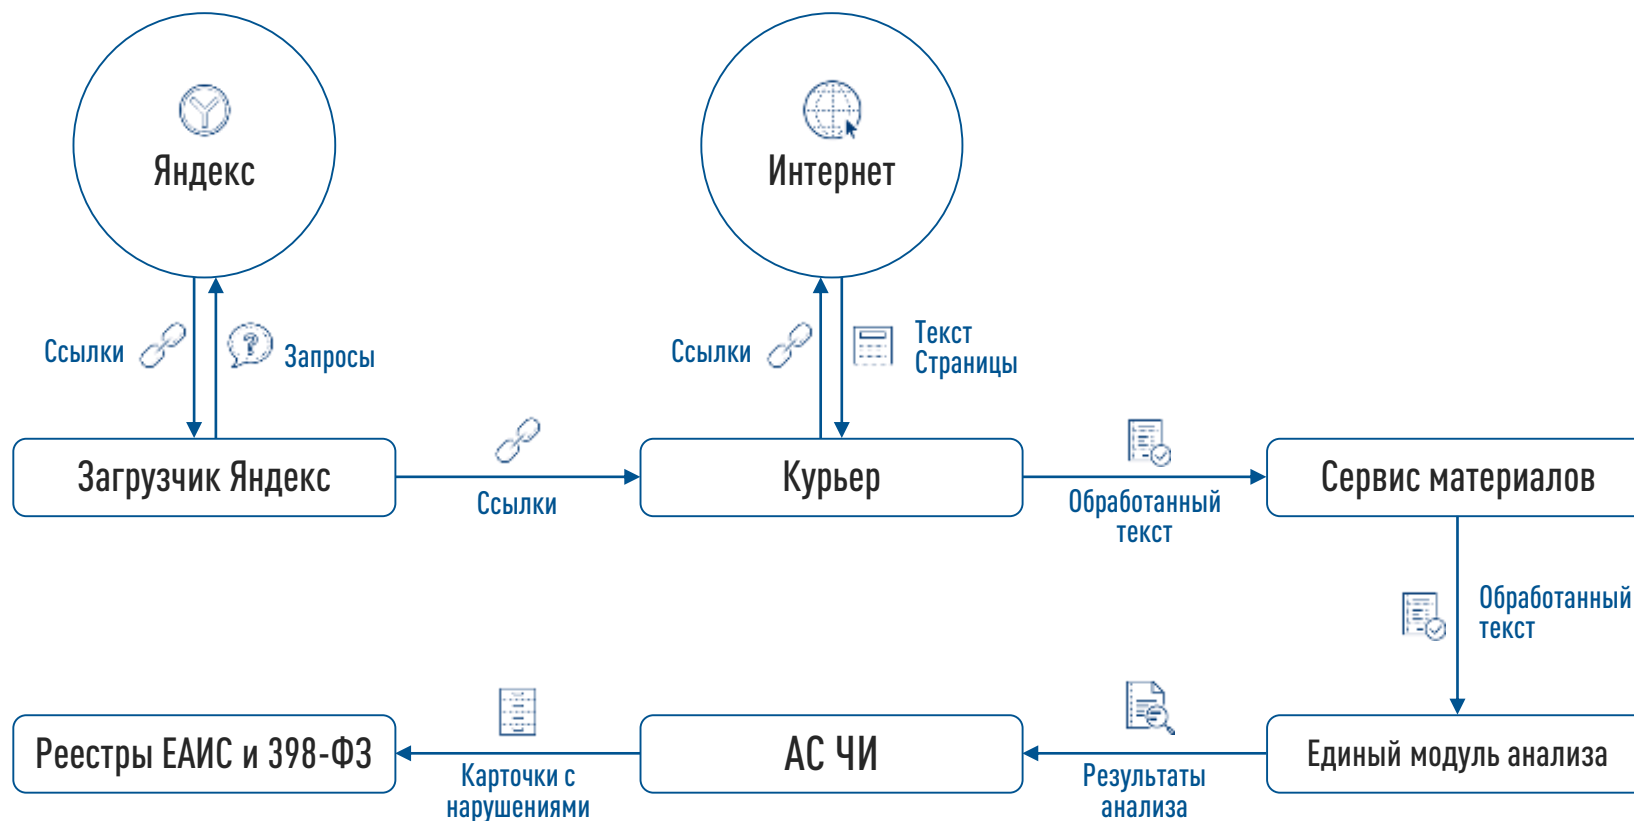 Яндекс
Интернет
Ссылки
Запросы
Ссылки
Текст
Страницы
Загрузчик Яндекс
Ссылки
Курьер
Обработанный
текст
Сервис материалов
Обработанный
текст
Реестры ЕАИС и 398-ФЗ
Карточки с
нарушениями
АС ЧИ
Результаты
анализа
Единый модуль анализа